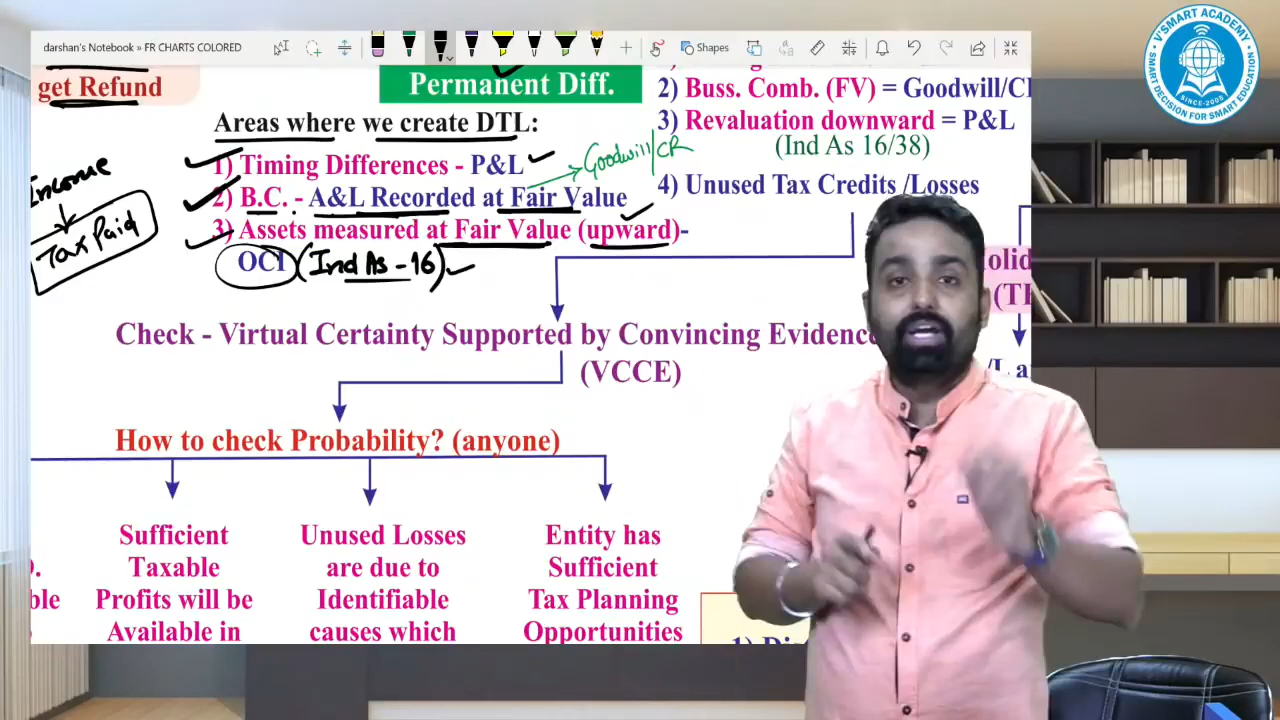 darshan's Notebook » FR CHARTS COLORED
Shapes
get Refund
Permanent Diff.
2) Buss. Comb. (FV) = Goodwill/
3) Revaluation downward = P&L
(Ind As 16/38)
4) Unused Tax Credits /Losses
Areas where we create DTL:
1) Timing Differences - P&L
Goodwill/CR
2) B.C. - A&L Recorded at Fair Value
3) Assets measured at Fair Value (upward)-
OCI (Ind As - 16)
Income
Tax Paid
Check - Virtual Certainty Supported by Convincing Evidence
(VCCE)
How to check Probability? (anyone)
Sufficient
Taxable
Profits will be
Available in
Unused Losses
are due to
Identifiable
causes which
Entity has
Sufficient
Tax Planning
Opportunities
V'SMART ACADEMY
SINCE-2005
SMART DECISION FOR SMART EDUCATION